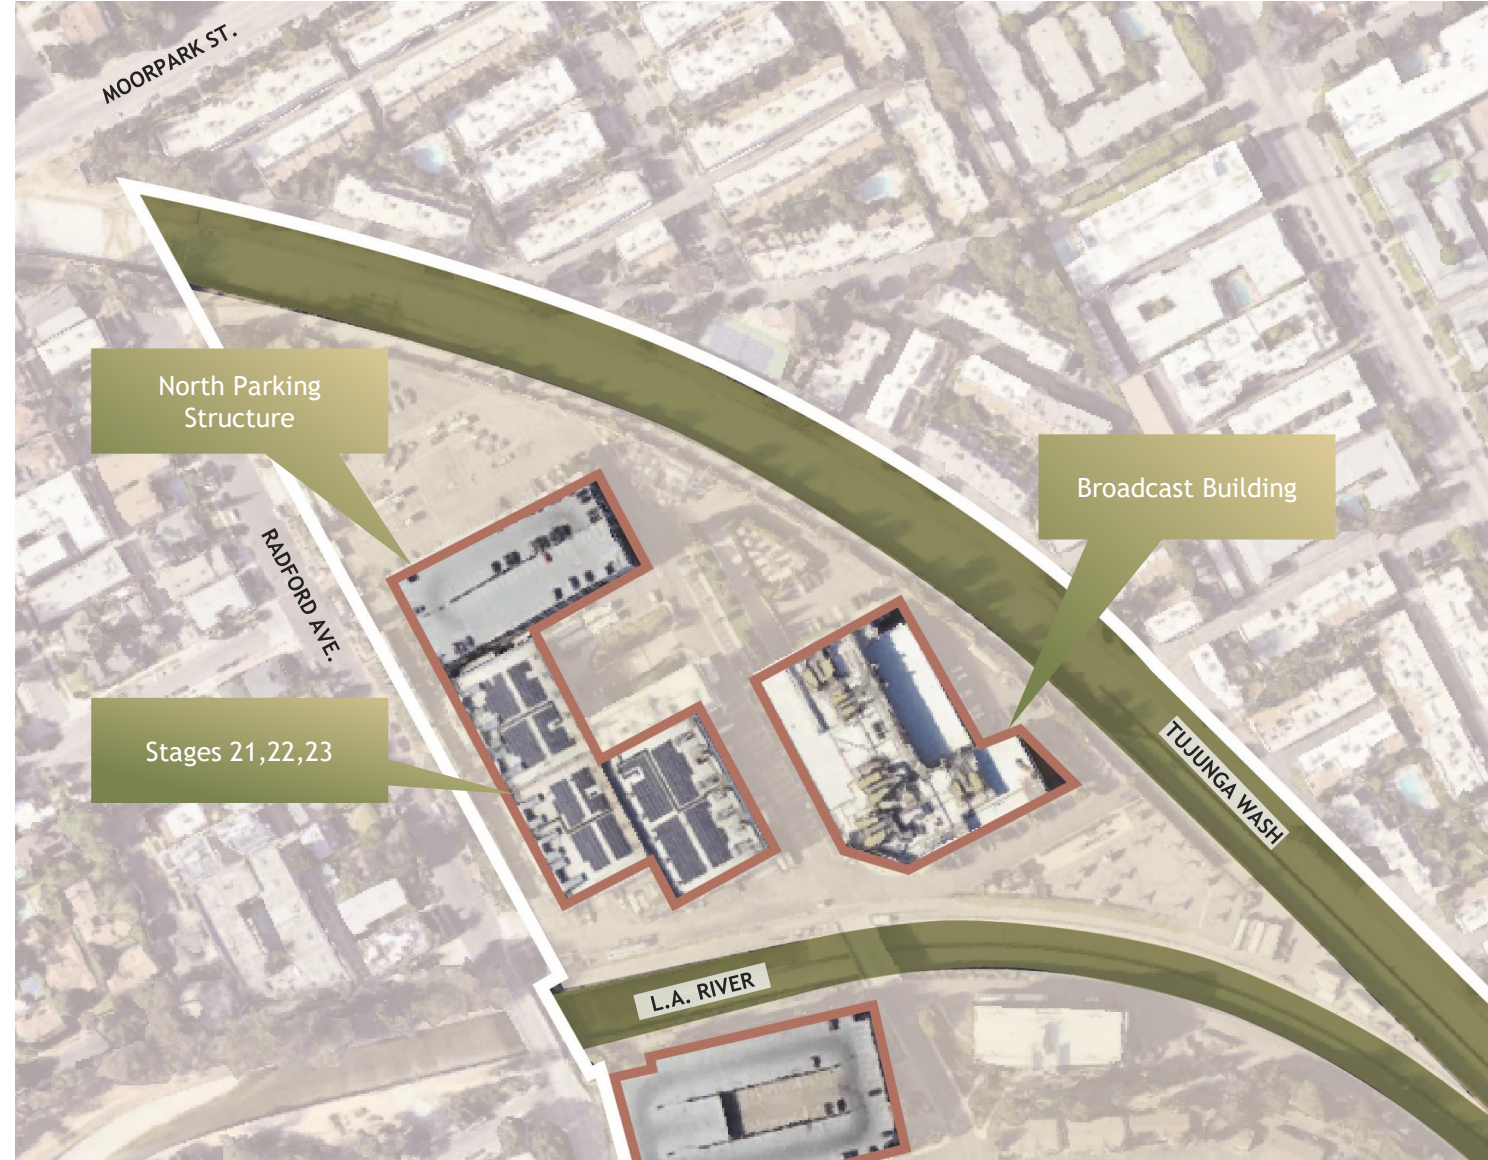 MOORPARK ST.
North Parking
Structure
Broadcast Building
RADFORD AVE.
Stages 21,22,23
TUJUNGA WASH
L.A. RIVER